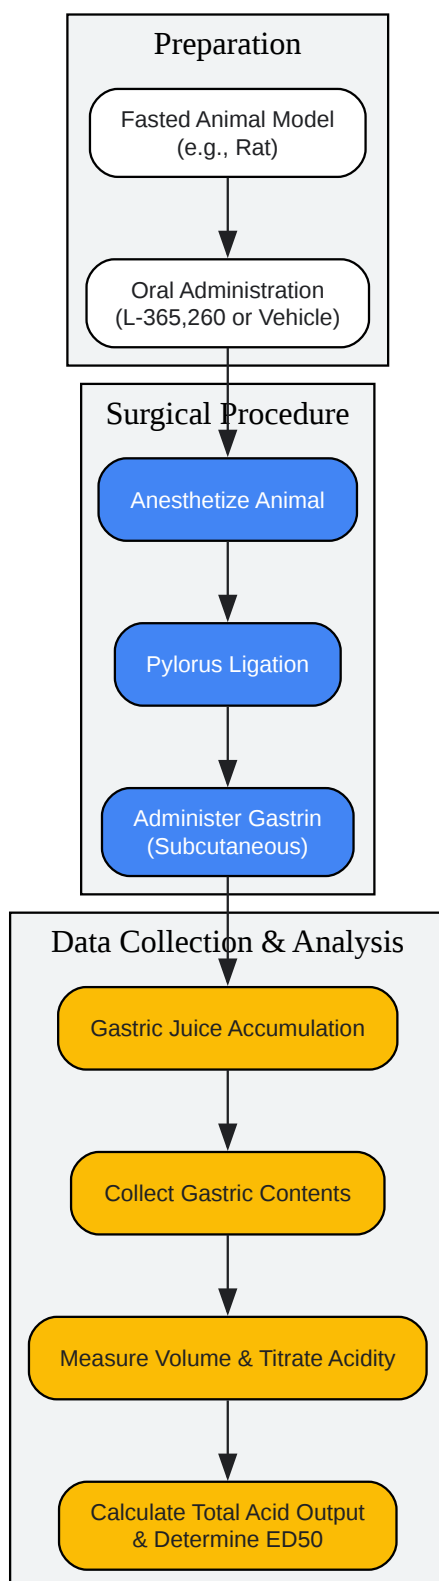 Preparation
Fasted Animal Model
(e.g., Rat)
Oral Administration
(L-365,260 or Vehicle)
Surgical Procedure
Anesthetize Animal
Pylorus Ligation
Administer Gastrin
(Subcutaneous)
Data Collection & Analysis
Gastric Juice Accumulation
Collect Gastric Contents
Measure Volume & Titrate Acidity
Calculate Total Acid Output
& Determine ED50